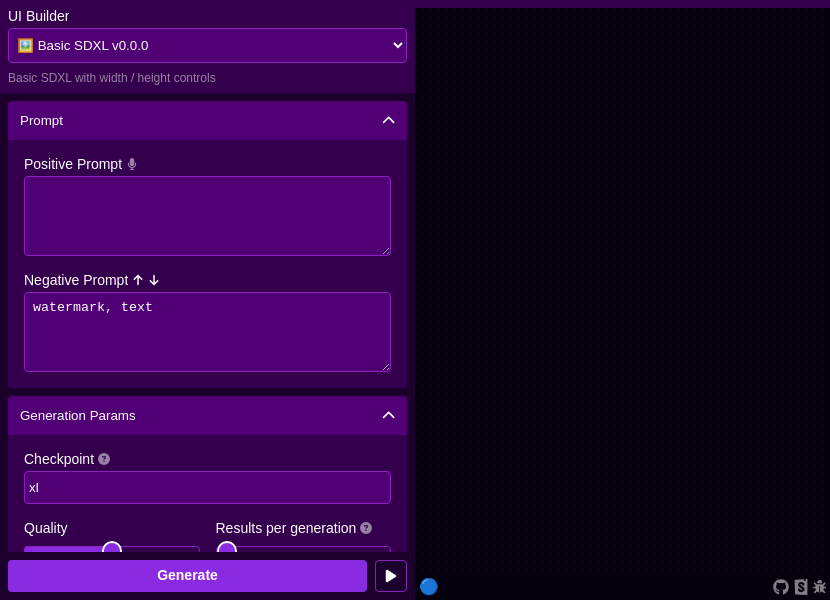 UI Builder
🖼️ Basic SDXL v0.0.0
Basic SDXL with width / height controls
Prompt
Positive Prompt
Negative Prompt
watermark, text
Generation Params
Checkpoint
xl
Quality
Results per generation
Generate